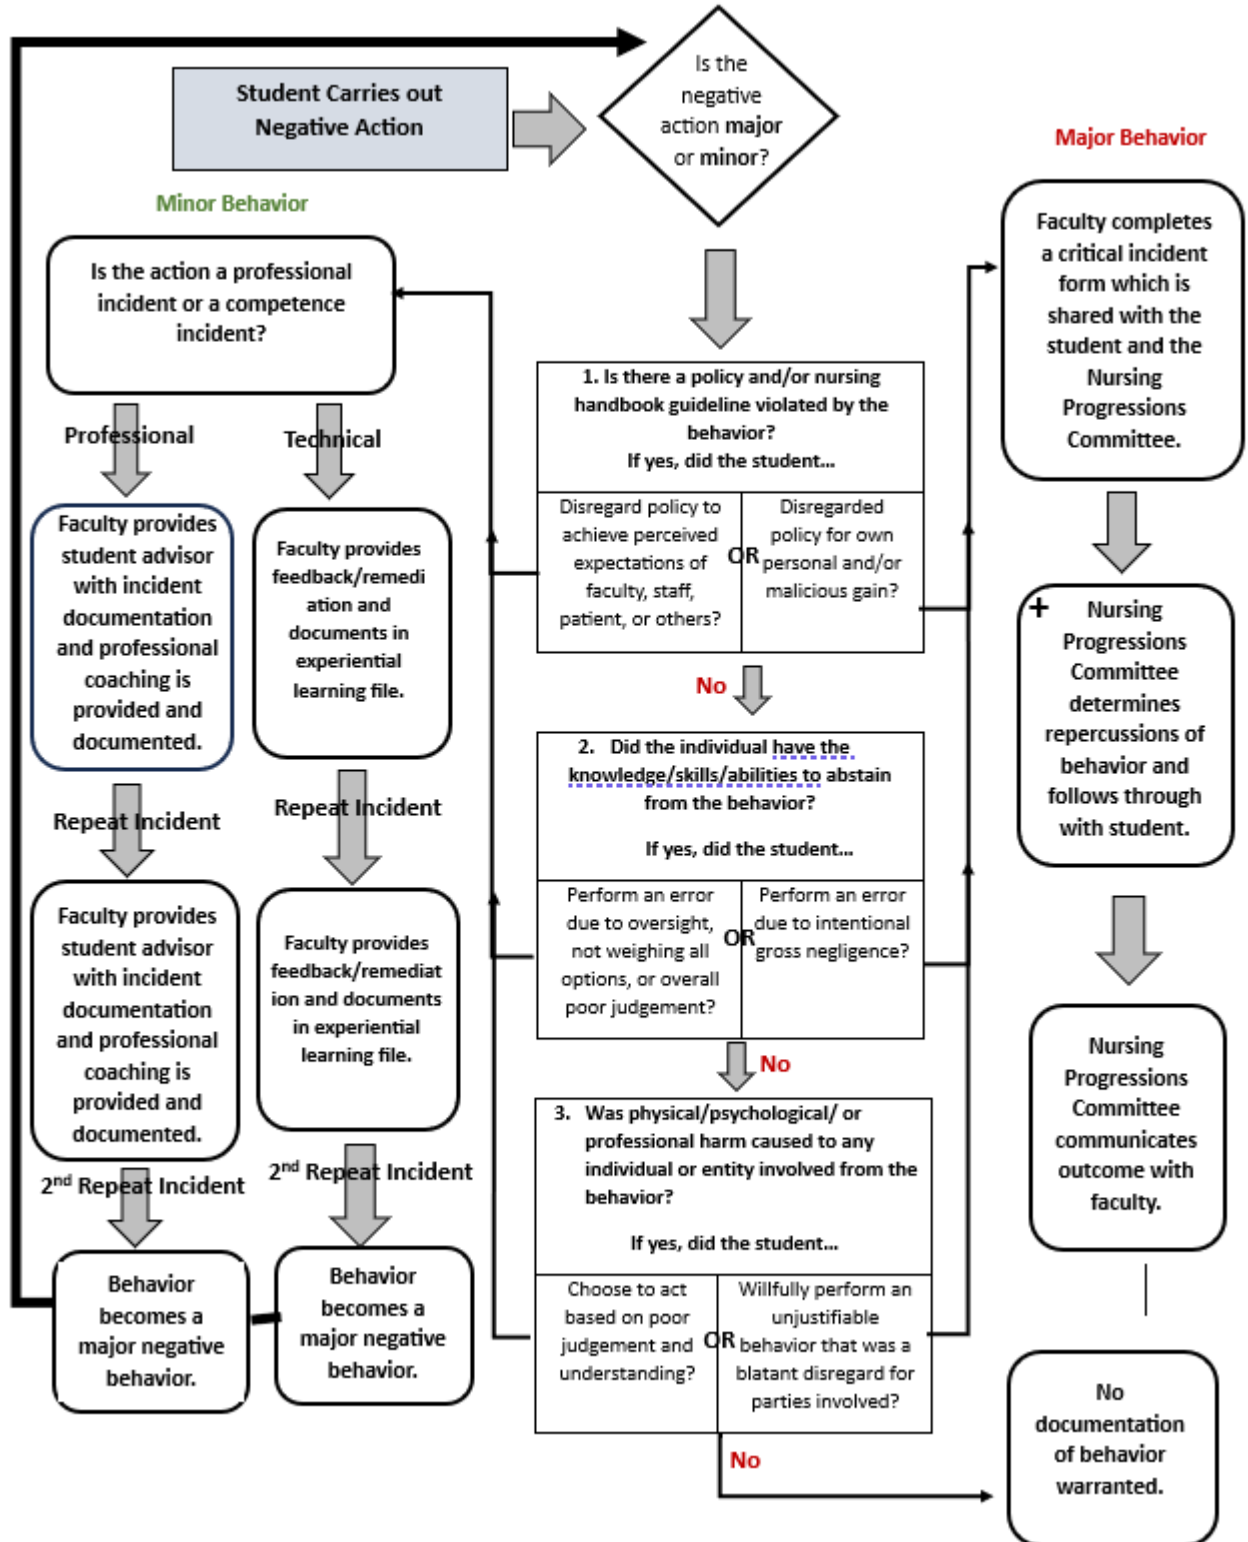 Student Carries out
Negative Action
Is the
negative
action major
or minor?
Minor Behavior
Is the action a professional
incident or a competence
incident?
Professional
Technical
Faculty provides
student advisor
with incident
documentation
and professional
coaching is
provided and
documented.
Faculty provides
feedback/remedi
ation and
documents in
experiential
learning file.
Repeat Incident
Repeat Incident
Faculty provides
student advisor
with incident
documentation
and professional
coaching is
provided and
documented.
Faculty provides
feedback/remediat
ion and documents
in experiential
learning file.
2nd Repeat Incident
2nd Repeat Incident
Behavior
becomes a
major negative
behavior.
Behavior
becomes a
major negative
behavior.
1. Is there a policy and/or nursing
handbook guideline violated by the
behavior?
If yes, did the student...
Disregard policy to
achieve perceived
expectations of
faculty, staff,
patient, or others?
OR
Disregarded
policy for own
personal and/or
malicious gain?
No
2. Did the individual have the
knowledge/skills/abilities to abstain
from the behavior?
If yes, did the student...
Perform an error
due to oversight,
not weighing all
options, or overall
poor judgement?
OR
Perform an error
due to intentional
gross negligence?
No
3. Was physical/psychological/ or
professional harm caused to any
individual or entity involved from the
behavior?
If yes, did the student...
Choose to act
based on poor
judgement and
understanding?
OR
Willfully perform an
unjustifiable
behavior that was a
blatant disregard for
parties involved?
No
Major Behavior
Faculty completes
a critical incident
form which is
shared with the
student and the
Nursing
Progressions
Committee.
+ Nursing
Progressions
Committee
determines
repercussions of
behavior and
follows through
with student.
Nursing
Progressions
Committee
communicates
outcome with
faculty.
No
documentation
of behavior
warranted.